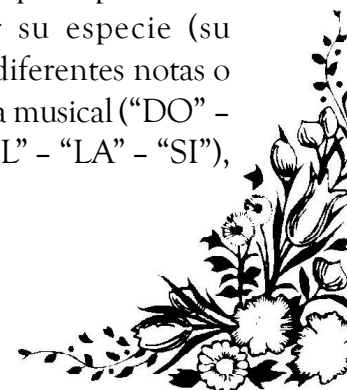 r su especie (su
diferentes notas o
a musical (“DO” –
L” – “LA” – “SI”),